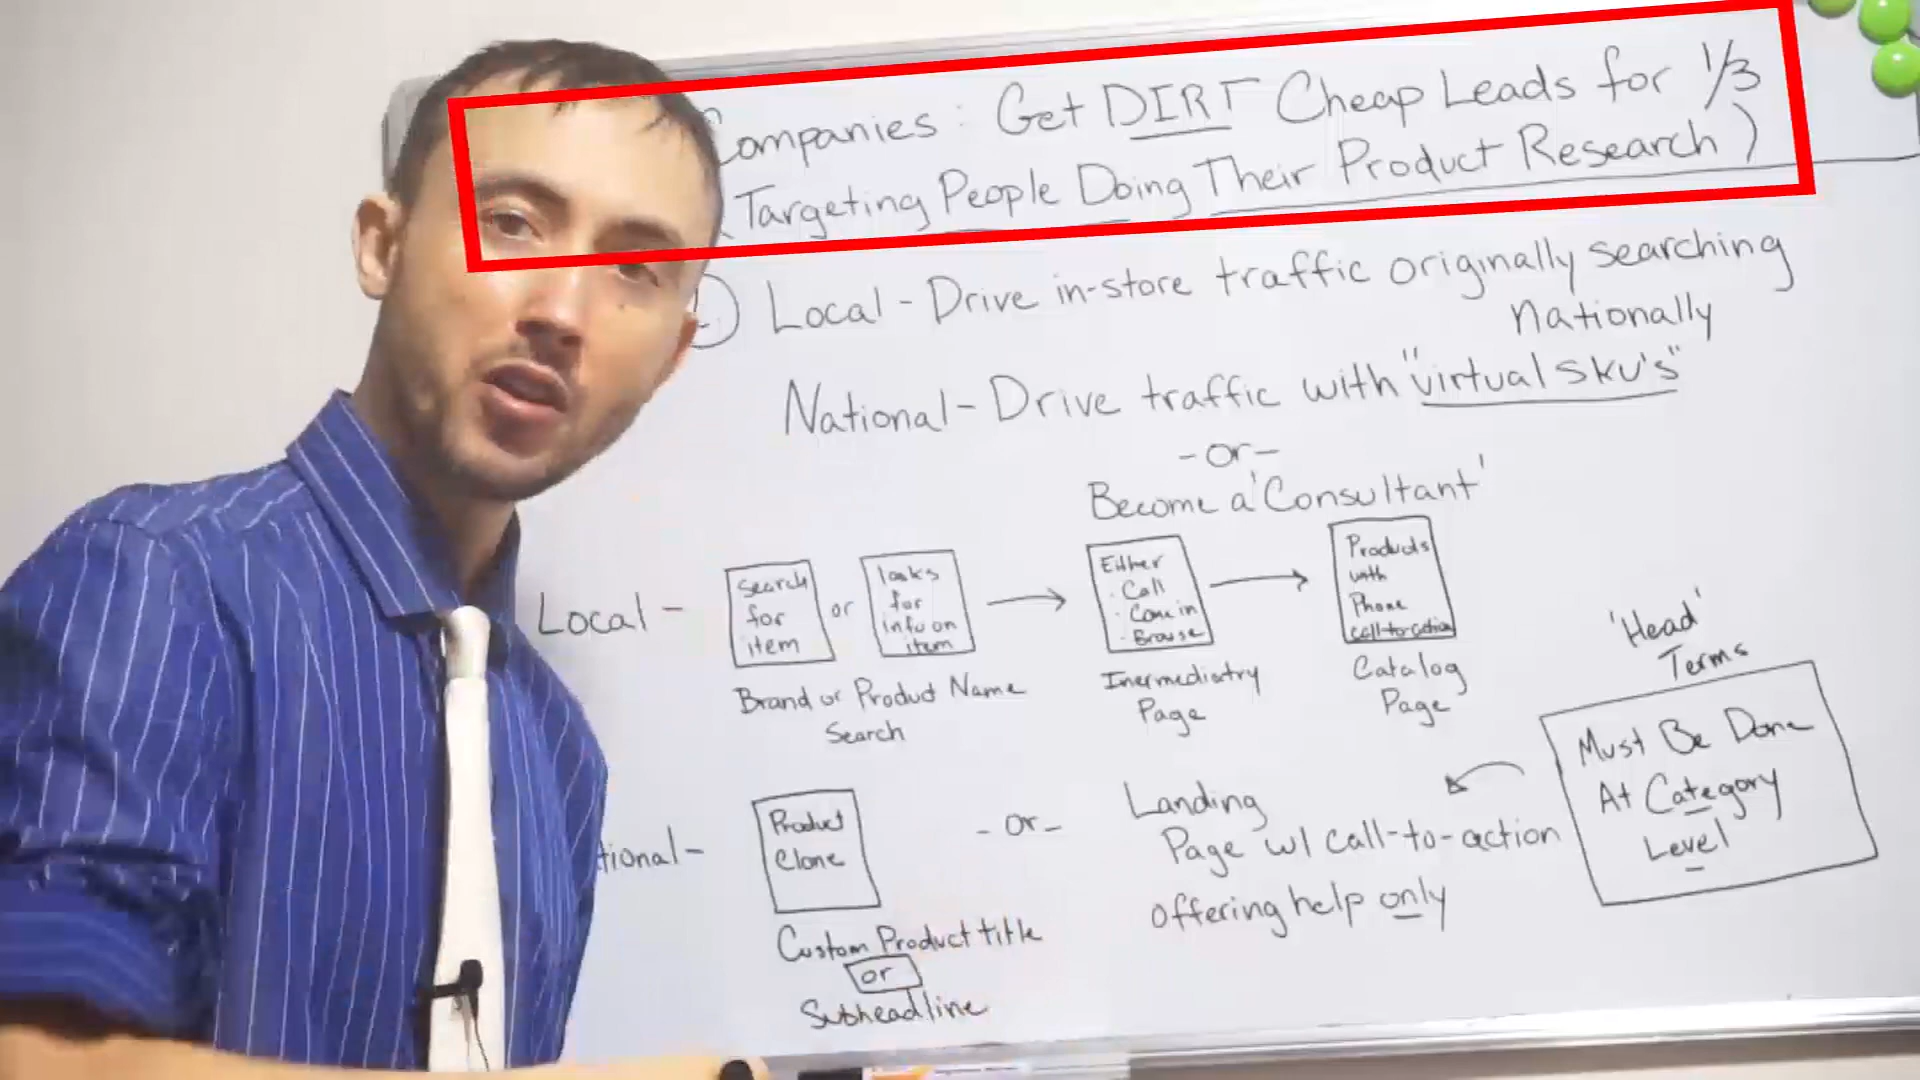 Companies: Get DIRT Cheap Leads for 1/3
(Targeting People Doing Their Product Research)
Local - Drive in-store traffic originally searching
nationally
National - Drive traffic with "virtual sku's"
- or -
Become a 'Consultant'
Local -
search
for
item
or
looks
for
info on
item
Either
· Call
· Come in
· Browse
Products
with
Phone
call-to-action
Brand or Product Name
Search
Inermediatry
Page
Catalog
Page
'Head'
Terms
Must Be Done
At Category
Level
tional -
Product
Clone
- or -
Landing
Page w/ call-to-action
offering help only
Custom Product title
or
Subheadline